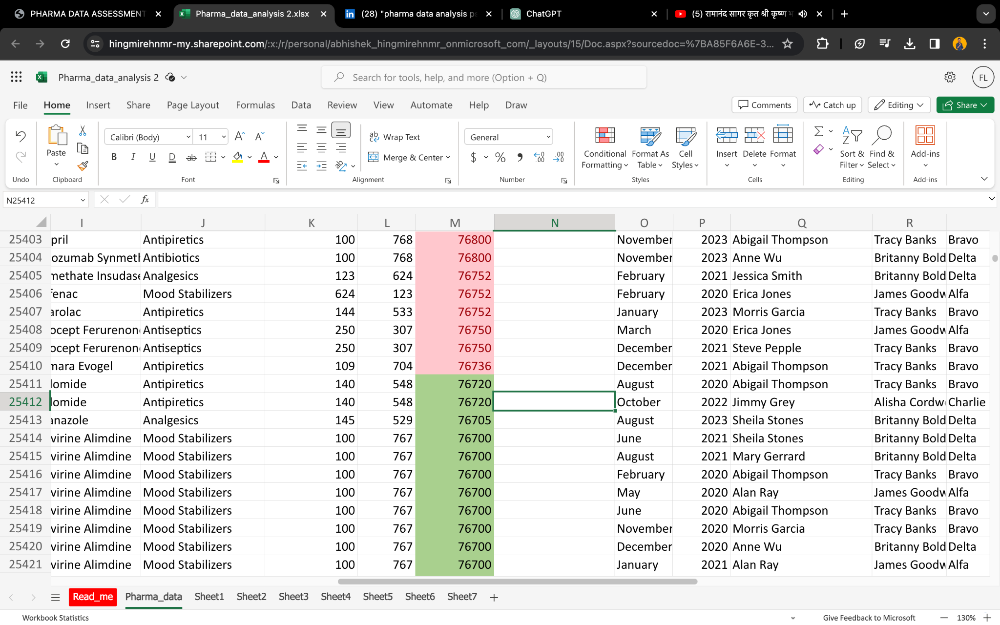 PHARMA DATA ASSESSMENT
Pharma_data_analysis 2.xlsx
(28) "pharma data analysis ps
ChatGPT
(5) रामानंद सागर कृत श्री कृष्ण
hingmirehnmr-my.sharepoint.com/:x:/r/personal/abhishek_hingmirehnmr_onmicrosoft_com/_layouts/15/Doc.aspx?sourcedoc=%7BA85F6A6E-3...
Pharma_data_analysis 2
Search for tools, help, and more (Option + Q)
FL
File Home Insert Share Page Layout Formulas Data Review View Automate Help Draw
Comments Catch up Editing Share
Calibri (Body) 11 Wrap Text General
Paste Merge & Center
Conditional Formatting Format As Table Cell Styles Insert Delete Format Sort & Filter Find & Select Add-ins
Undo Clipboard Font Alignment Number Styles Cells Editing Add-ins
N25412 fx
I J K L M N O P Q R
25403 pril Antipiretics 100 768 76800 November 2023 Abigail Thompson Tracy Banks Bravo
25404 ozumab Synmeth Antibiotics 100 768 76800 November 2023 Anne Wu Britanny Bold Delta
25405 methate Insudase Analgesics 123 624 76752 February 2021 Jessica Smith Britanny Bold Delta
25406 fenac Mood Stabilizers 624 123 76752 February 2020 Erica Jones James Goodw Alfa
25407 arolac Antipiretics 144 533 76752 January 2023 Morris Garcia Tracy Banks Bravo
25408 ocept Ferurenon Antiseptics 250 307 76750 March 2020 Erica Jones James Goodw Alfa
25409 ocept Ferurenon Antiseptics 250 307 76750 December 2021 Steve Pepple Tracy Banks Bravo
25410 mara Evogel Antipiretics 109 704 76736 December 2021 Abigail Thompson Tracy Banks Bravo
25411 lomide Antipiretics 140 548 76720 August 2020 Abigail Thompson Tracy Banks Bravo
25412 lomide Antipiretics 140 548 76720 October 2022 Jimmy Grey Alisha Cordw Charlie
25413 anazole Analgesics 145 529 76705 August 2023 Sheila Stones Britanny Bold Delta
25414 virine Alimdine Mood Stabilizers 100 767 76700 June 2021 Sheila Stones Britanny Bold Delta
25415 virine Alimdine Mood Stabilizers 100 767 76700 August 2021 Mary Gerrard Britanny Bold Delta
25416 virine Alimdine Mood Stabilizers 100 767 76700 February 2020 Abigail Thompson Tracy Banks Bravo
25417 virine Alimdine Mood Stabilizers 100 767 76700 May 2020 Alan Ray James Goodw Alfa
25418 virine Alimdine Mood Stabilizers 100 767 76700 June 2020 Abigail Thompson Tracy Banks Bravo
25419 virine Alimdine Mood Stabilizers 100 767 76700 November 2020 Morris Garcia Tracy Banks Bravo
25420 virine Alimdine Mood Stabilizers 100 767 76700 December 2020 Anne Wu Britanny Bold Delta
25421 virine Alimdine Mood Stabilizers 100 767 76700 January 2021 Alan Ray James Goodw Alfa
Read_me Pharma_data Sheet1 Sheet2 Sheet3 Sheet4 Sheet5 Sheet6 Sheet7
Workbook Statistics Give Feedback to Microsoft 130%